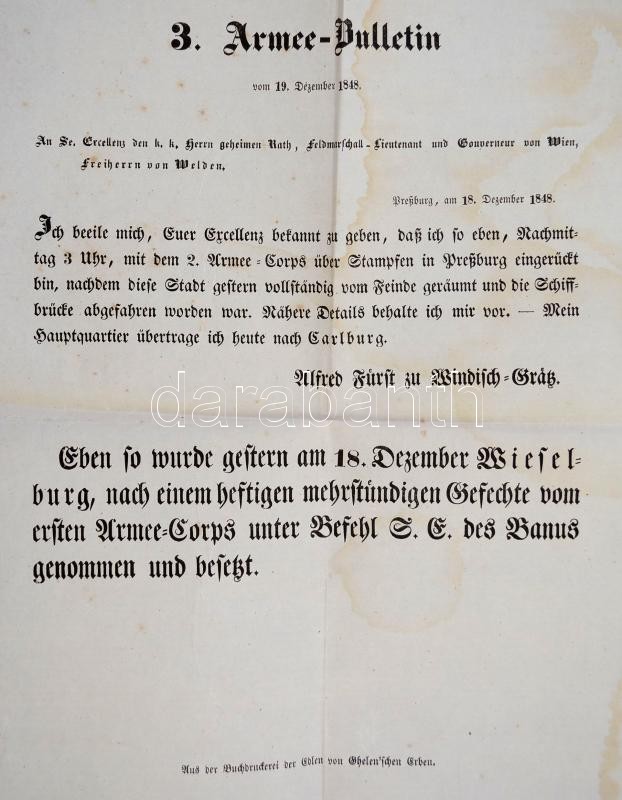 3. Armee-Bulletin
vom 19. Dezember 1848.
An Se. Excellenz den k. k. Herrn geheimen Rath, Feldmarschall-Lieutenant und Gouverneur von Wien,
Freiherrn von Welden.
Preßburg, am 18. Dezember 1848.
Ich beeile mich, Euer Excellenz bekannt zu geben, daß ich so eben, Nachmit-
tag 3 Uhr, mit dem 2. Armee-Corps über Stampfen in Preßburg eingerückt
bin, nachdem diese Stadt gestern vollständig vom Feinde geräumt und die Schiff-
brücke abgefahren worden war. Nähere Details behalte ich mir vor. — Mein
Hauptquartier übertrage ich heute nach Carlburg.
Alfred Fürst zu Windisch-Grätz.
darabanth
Eben so wurde gestern am 18. Dezember Wiesel-
burg, nach einem heftigen mehrstündigen Gefechte vom
ersten Armee-Corps unter Befehl S. E. des Banus
genommen und besetzt.
Aus der Buchdruckerei der Edlen von Ghelen'schen Erben.